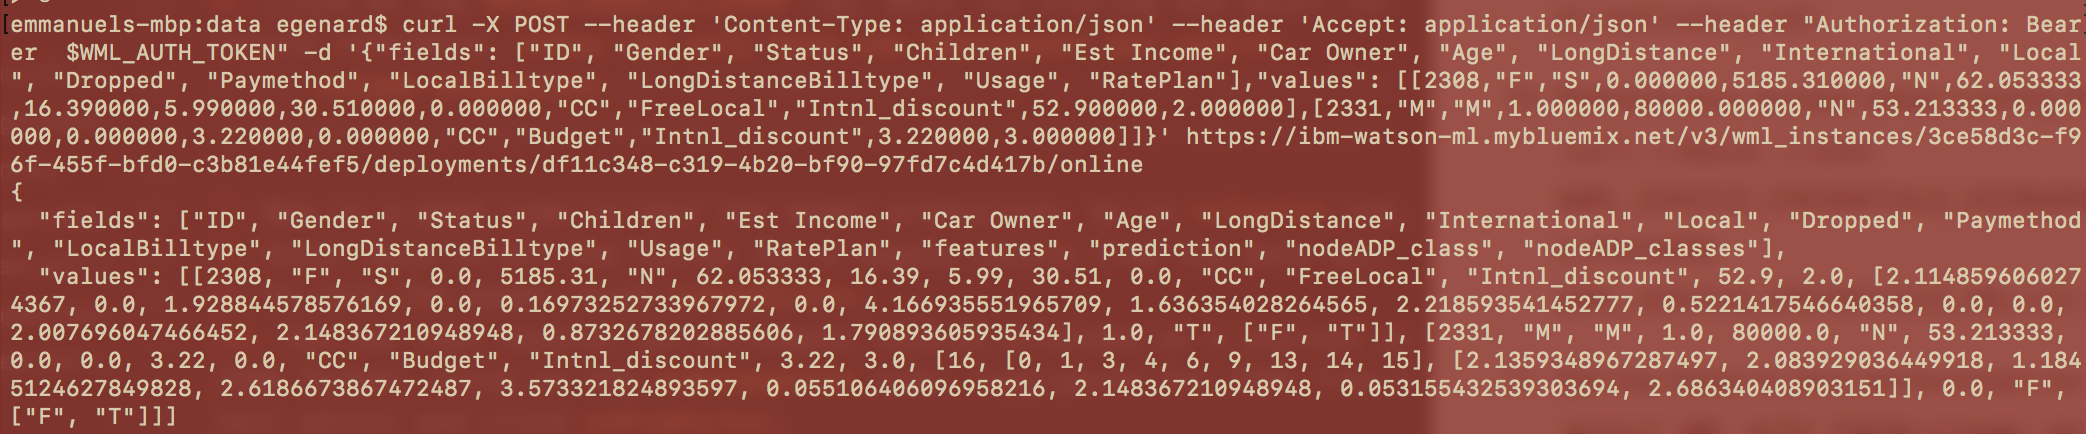 [emmanuels-mbp:data egenard$ curl -X POST --header 'Content-Type: application/json' --header 'Accept: application/json' --header "Authorization: Bear
er  $WML_AUTH_TOKEN" -d '{"fields": ["ID", "Gender", "Status", "Children", "Est Income", "Car Owner", "Age", "LongDistance", "International", "Local
", "Dropped", "Paymethod", "LocalBilltype", "LongDistanceBilltype", "Usage", "RatePlan"],"values": [[2308,"F","S",0.000000,5185.310000,"N",62.053333
,16.390000,5.990000,30.510000,0.000000,"CC","FreeLocal","Intnl_discount",52.900000,2.000000],[2331,"M","M",1.000000,80000.000000,"N",53.213333,0.000
000,0.000000,3.220000,0.000000,"CC","Budget","Intnl_discount",3.220000,3.000000]]}' https://ibm-watson-ml.mybluemix.net/v3/wml_instances/3ce58d3c-f9
6f-455f-bfd0-c3b81e44fef5/deployments/df11c348-c319-4b20-bf90-97fd7c4d417b/online
{
  "fields": ["ID", "Gender", "Status", "Children", "Est Income", "Car Owner", "Age", "LongDistance", "International", "Local", "Dropped", "Paymethod
", "LocalBilltype", "LongDistanceBilltype", "Usage", "RatePlan", "features", "prediction", "nodeADP_class", "nodeADP_classes"],
  "values": [[2308, "F", "S", 0.0, 5185.31, "N", 62.053333, 16.39, 5.99, 30.51, 0.0, "CC", "FreeLocal", "Intnl_discount", 52.9, 2.0, [2.114859606027
4367, 0.0, 1.928844578576169, 0.0, 0.16973252733967972, 0.0, 4.166935551965709, 1.636354028264565, 2.218593541452777, 0.5221417546640358, 0.0, 0.0,
2.007696047466452, 2.148367210948948, 0.8732678202885606, 1.790893605935434], 1.0, "T", ["F", "T"]], [2331, "M", "M", 1.0, 80000.0, "N", 53.213333,
0.0, 0.0, 3.22, 0.0, "CC", "Budget", "Intnl_discount", 3.22, 3.0, [16, [0, 1, 3, 4, 6, 9, 13, 14, 15], [2.1359348967287497, 2.083929036449918, 1.184
5124627849828, 2.6186673867472487, 3.573321824893597, 0.055106406096958216, 2.148367210948948, 0.053155432539303694, 2.686340408903151]], 0.0, "F",
["F", "T"]]]